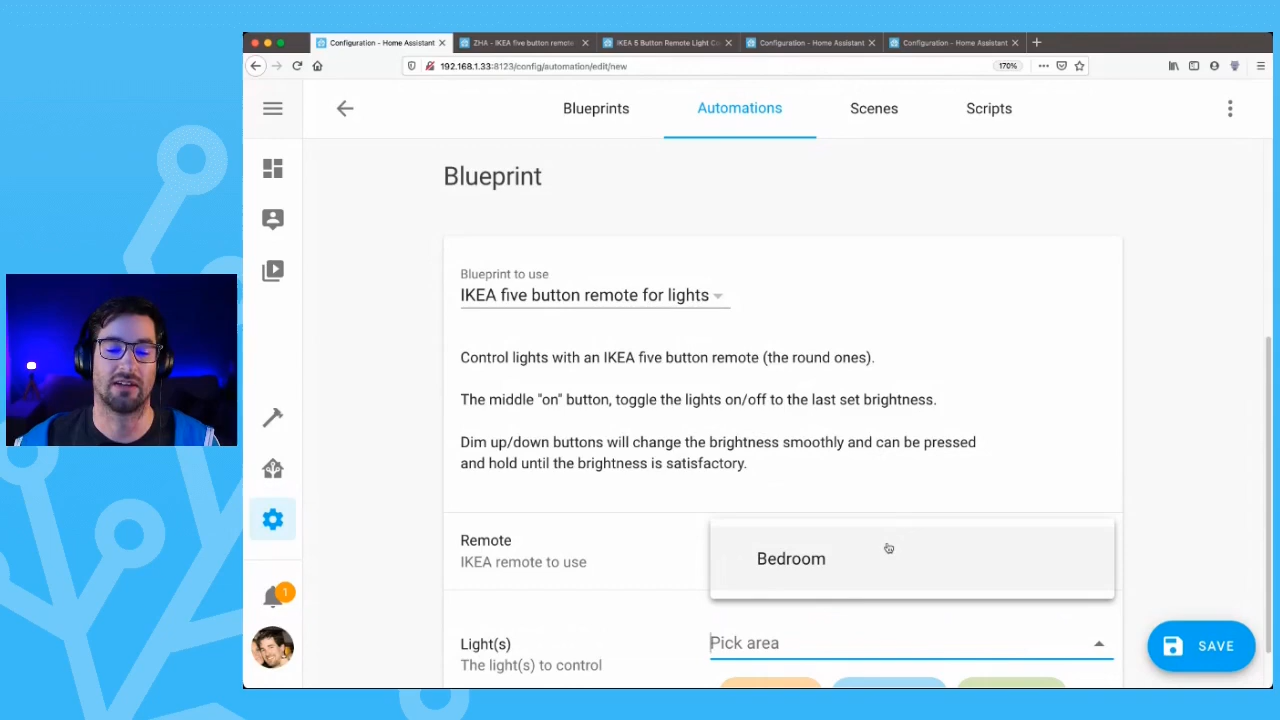 Configuration - Home Assistant
ZHA - IKEA five button remote
IKEA 5 Button Remote Light C
Configuration - Home Assistant
Configuration - Home Assistant
192.168.1.33:8123/config/automation/edit/new
170%
Blueprints
Automations
Scenes
Scripts
Blueprint
Blueprint to use
IKEA five button remote for lights
Control lights with an IKEA five button remote (the round ones).
The middle "on" button, toggle the lights on/off to the last set brightness.
Dim up/down buttons will change the brightness smoothly and can be pressed
and hold until the brightness is satisfactory.
Remote
IKEA remote to use
Bedroom
Light(s)
The light(s) to control
Pick area
1
SAVE